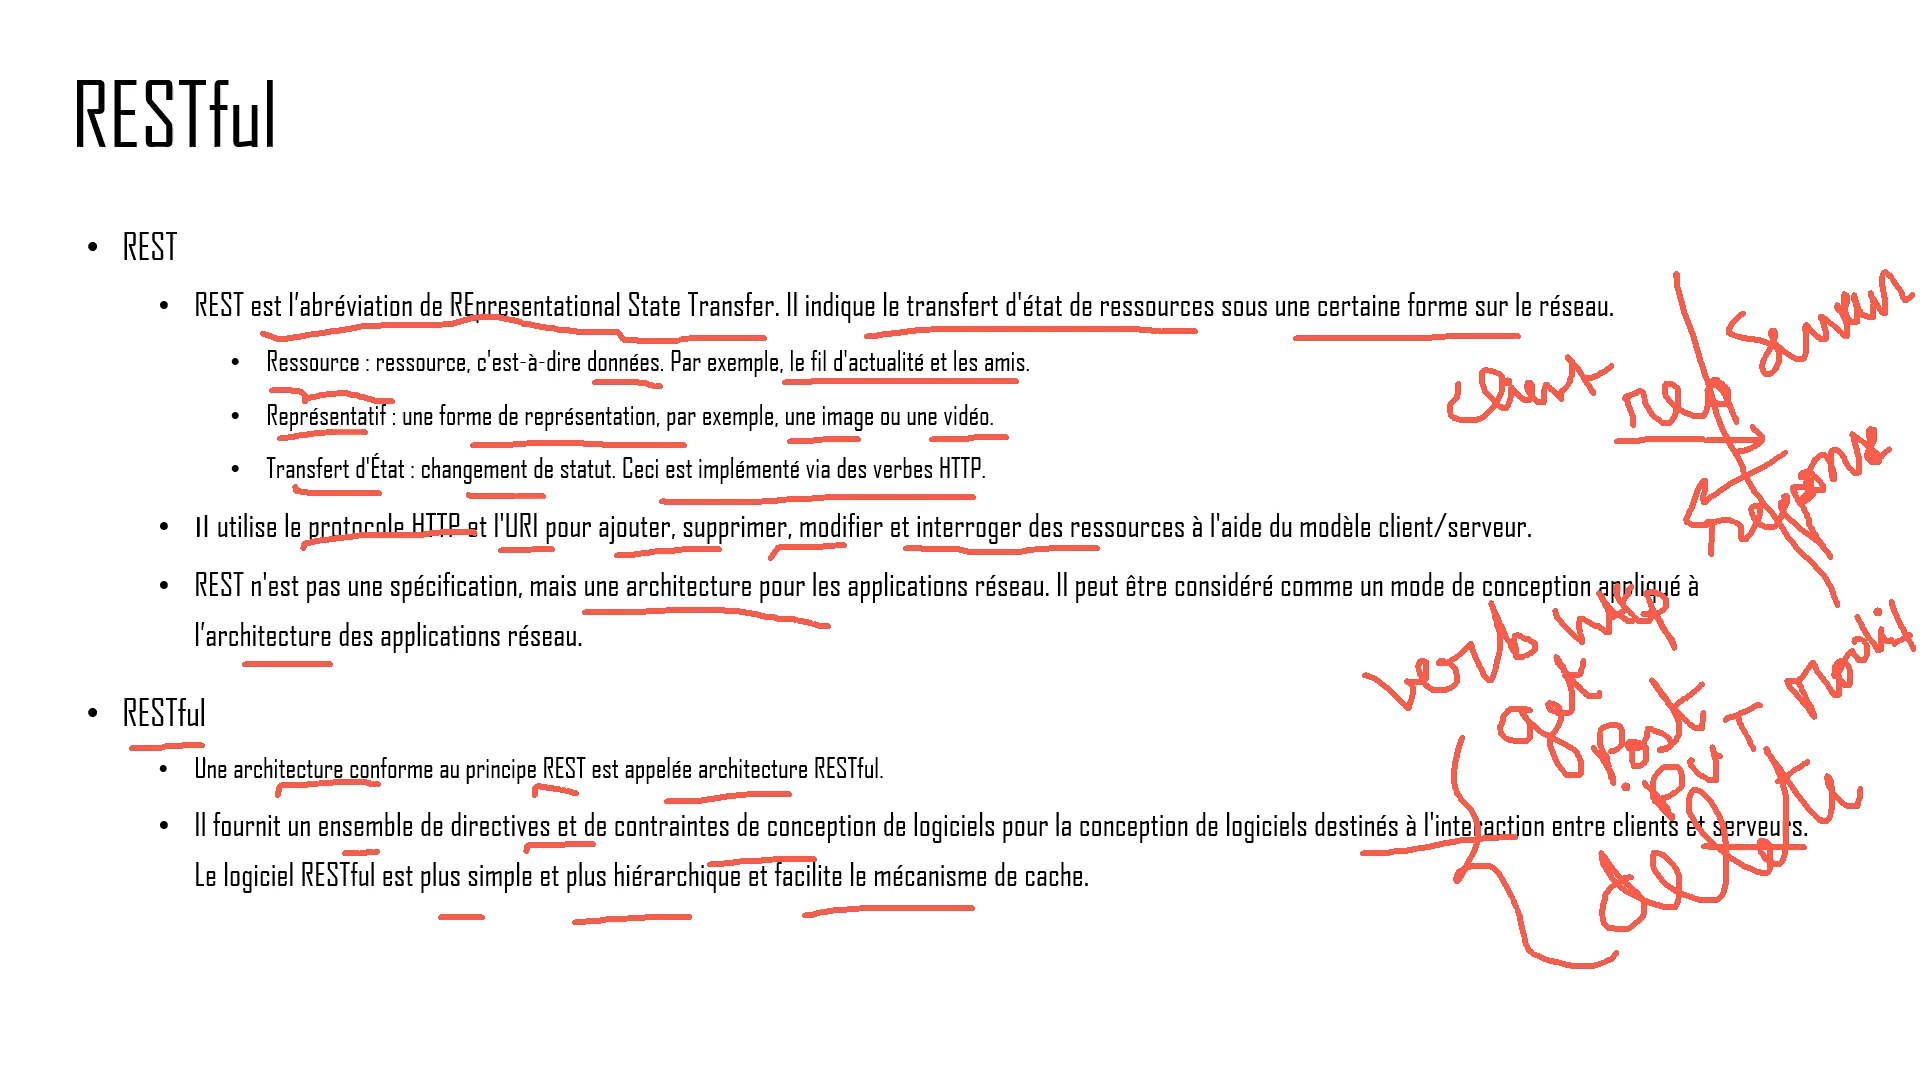 RESTful
• REST
• REST est l'abréviation de REpresentational State Transfer. Il indique le transfert d'état de ressources sous une certaine forme sur le réseau.
• Ressource : ressource, c'est-à-dire données. Par exemple, le fil d'actualité et les amis.
• Représentatif : une forme de représentation, par exemple, une image ou une vidéo.
• Transfert d'État : changement de statut. Ceci est implémenté via des verbes HTTP.
• Il utilise le protocole HTTP et l'URI pour ajouter, supprimer, modifier et interroger des ressources à l'aide du modèle client/serveur.
• REST n'est pas une spécification, mais une architecture pour les applications réseau. Il peut être considéré comme un mode de conception appliqué à
l'architecture des applications réseau.
• RESTful
• Une architecture conforme au principe REST est appelée architecture RESTful.
• Il fournit un ensemble de directives et de contraintes de conception de logiciels pour la conception de logiciels destinés à l'interaction entre clients et serveurs.
Le logiciel RESTful est plus simple et plus hiérarchique et facilite le mécanisme de cache.
client
verb http
get
post
PUT
delete